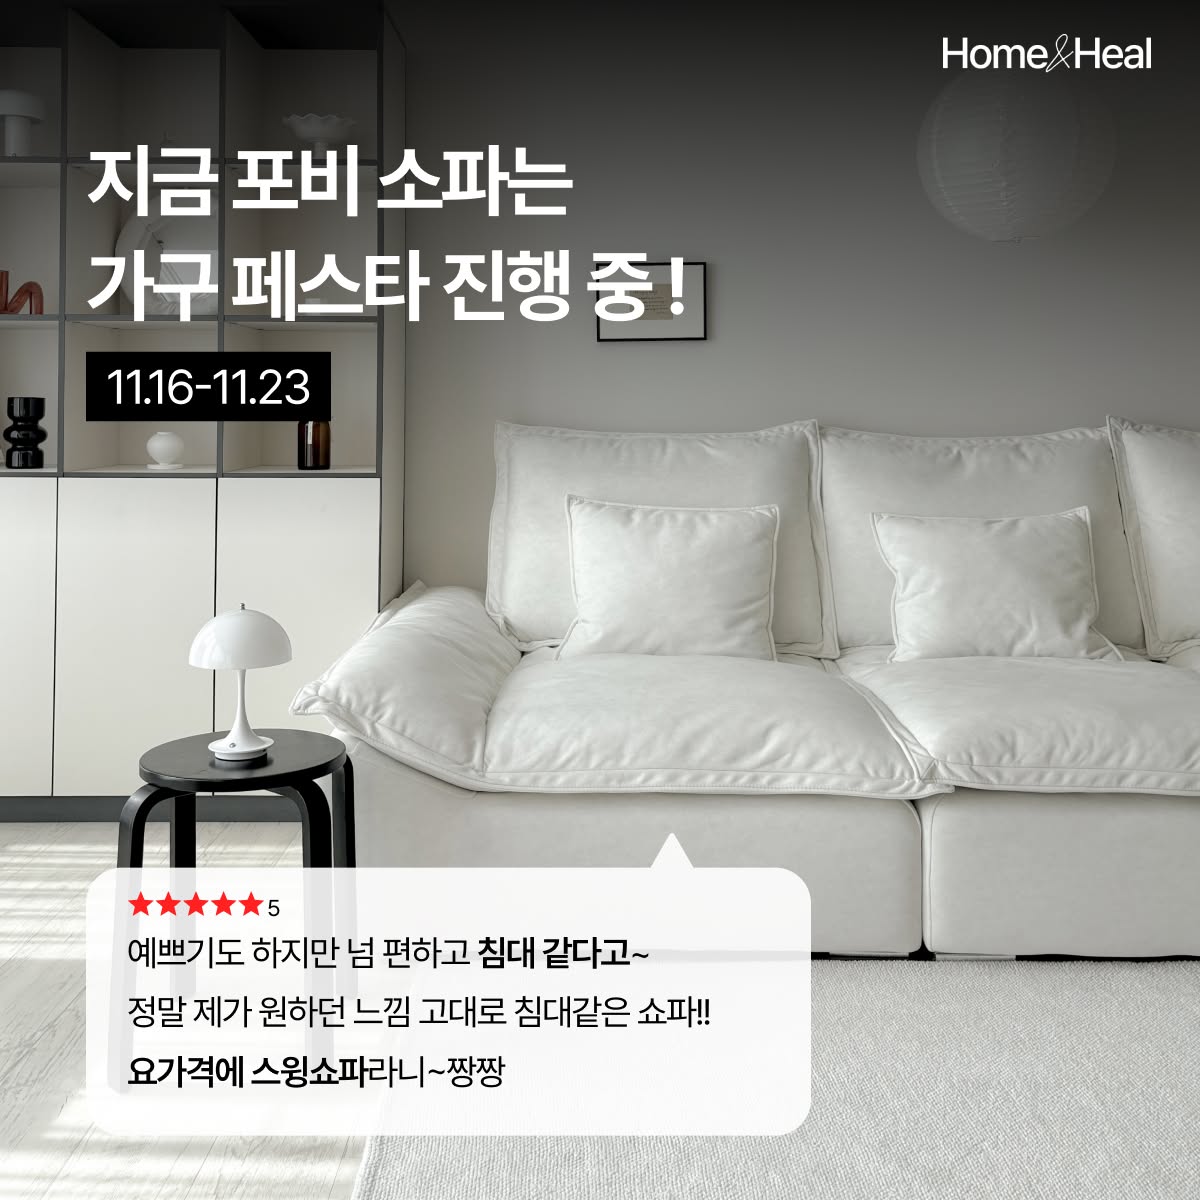 Home&Heal
지금 포비 소파는
가구 페스타 진행 중!
11.16-11.23
★★★★★5
예쁘기도 하지만 넘 편하고 침대 같다고~
정말 제가 원하던 느낌 고대로 침대같은 쇼파!!
요가격에 스윙쇼파라니~짱짱